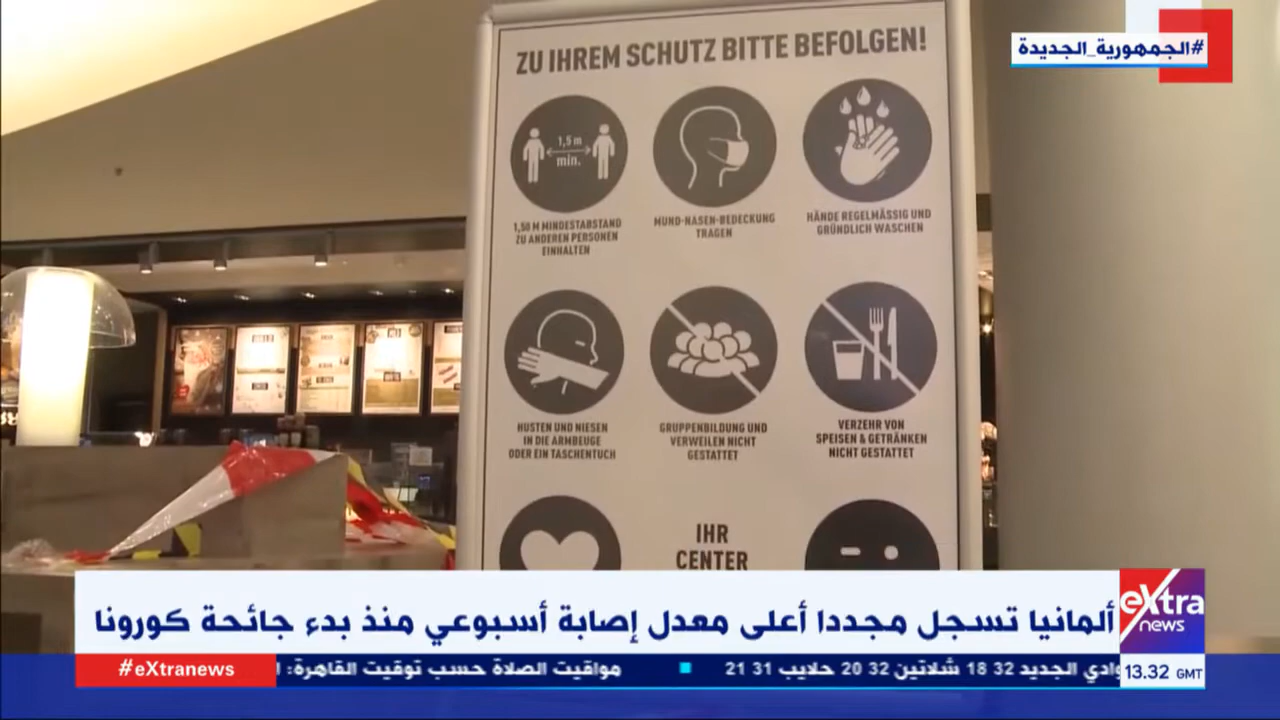 #الجمهورية_الجديدة
ZU IHREM SCHUTZ BITTE BEFOLGEN!
1,5 m
min.
1,50 M MINDESTABSTAND
ZU ANDEREN PERSONEN
EINHALTEN
MUND-NASEN-BEDECKUNG
TRAGEN
HÄNDE REGELMÄSSIG UND
GRÜNDLICH WASCHEN
HUSTEN UND NIESEN
IN DIE ARMBEUGE
ODER EIN TASCHENTUCH
GRUPPENBILDUNG UND
VERWEILEN NICHT
GESTATTET
VERZEHR VON
SPEISEN & GETRÄNKEN
NICHT GESTATTET
IHR
CENTER
ألمانيا تسجل مجددا أعلى معدل إصابة أسبوعي منذ بدء جائحة كورونا
eXtra
news
#eXtranews
وادي الجديد 32 18 شلاتين 32 20 حلايب 31 21 ■ مواقيت الصلاة حسب توقيت القاهرة:
13.32 GMT